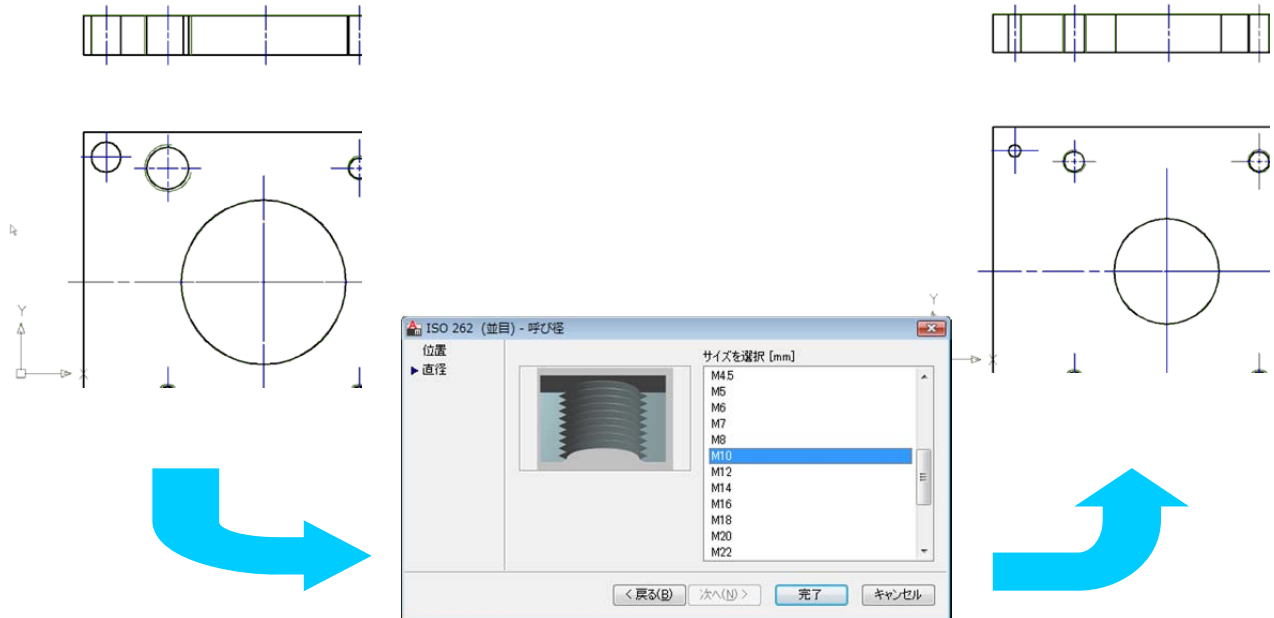 Y
X
Y
X
ISO 262 (並目) - 呼び径
位置
直径
サイズを選択 [mm]
M4.5
M5
M6
M7
M8
M10
M12
M14
M16
M18
M20
M22
< 戻る(B)
次へ(N) >
完了
キャンセル